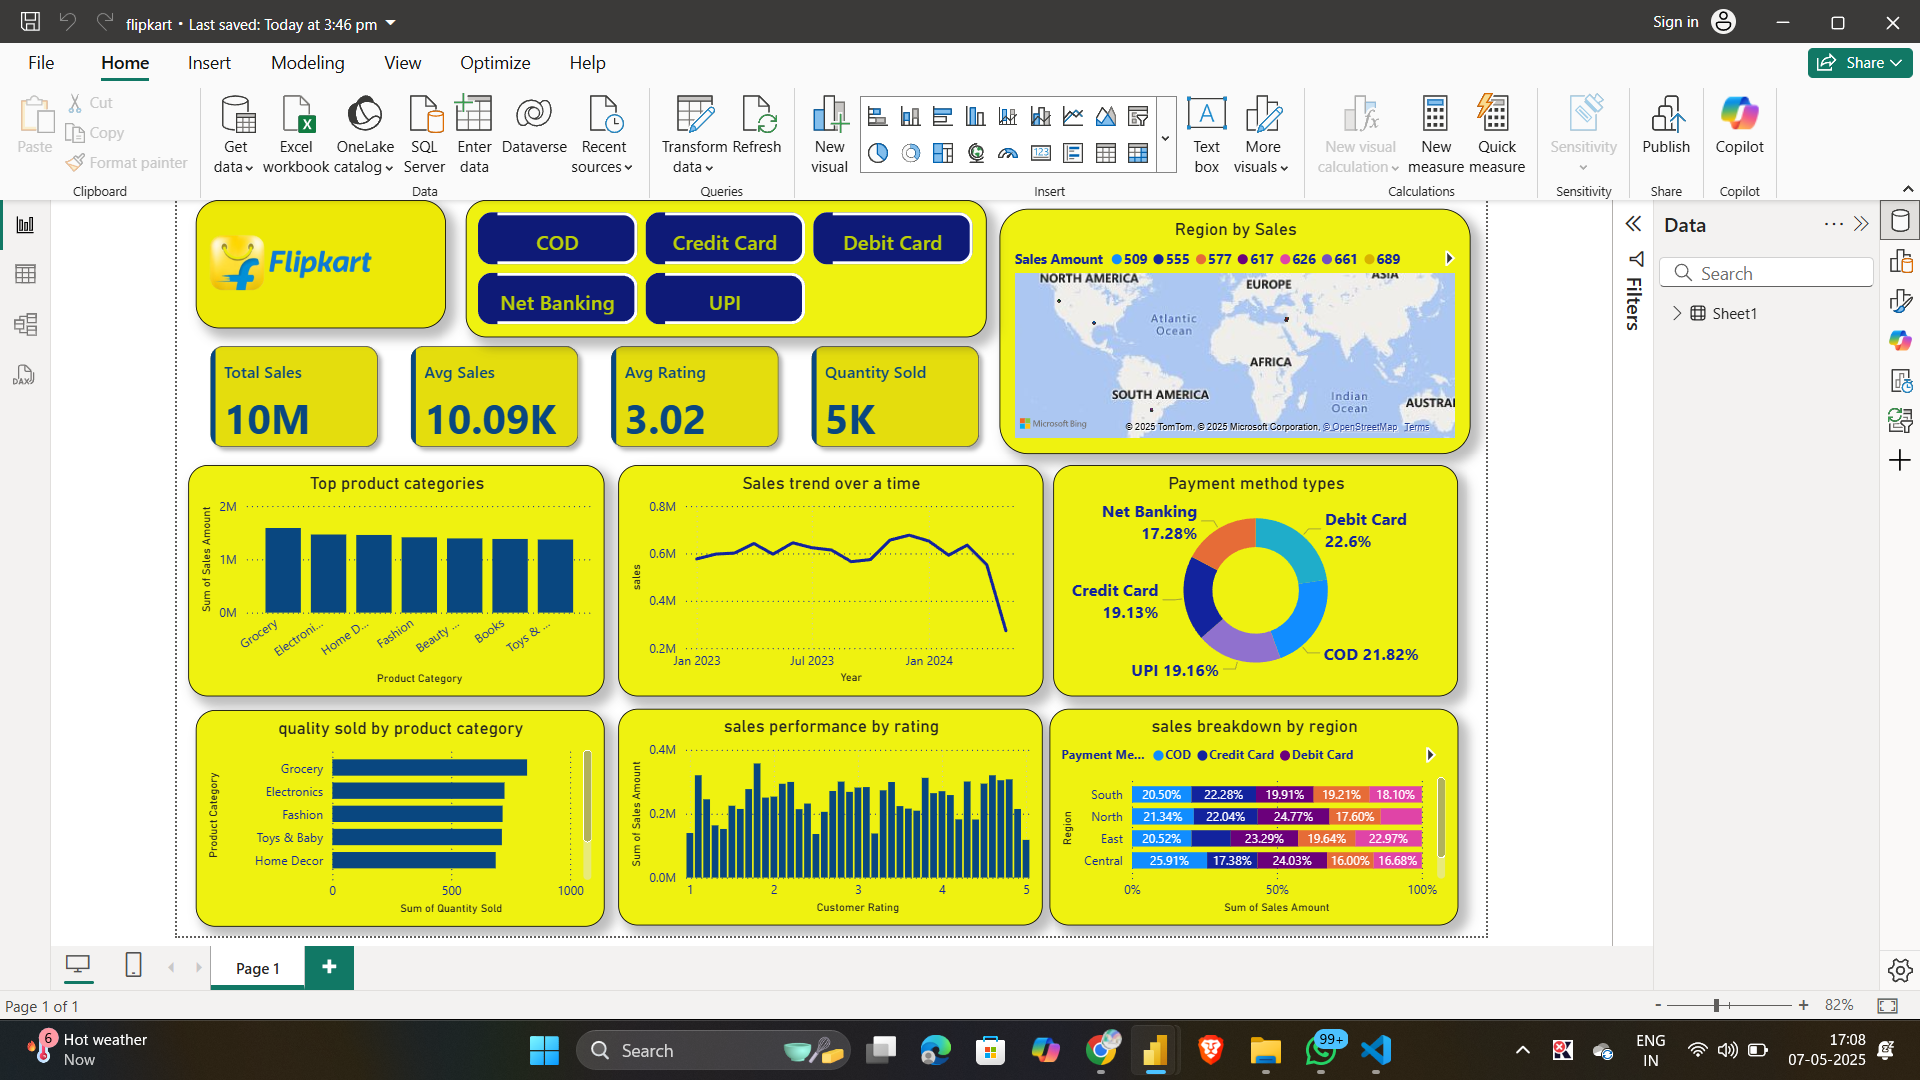 flipkart • Last saved: Today at 3:46 pm
Sign in
File
Home
Insert
Modeling
View
Optimize
Help
Share
Paste
Cut
Copy
Format painter
Clipboard
Get data
Excel workbook
OneLake catalog
SQL Server
Enter data
Dataverse
Recent sources
Data
Transform data
Refresh
Queries
New visual
Text box
More visuals
Insert
New visual calculation
New measure
Quick measure
Calculations
Sensitivity
Sensitivity
Publish
Share
Copilot
Copilot
Flipkart
COD
Credit Card
Debit Card
Net Banking
UPI
Total Sales
10M
Avg Sales
10.09K
Avg Rating
3.02
Quantity Sold
5K
Region by Sales
Sales Amount 509 555 577 617 626 661 689
NORTH AMERICA
EUROPE
ASIA
Atlantic Ocean
AFRICA
SOUTH AMERICA
Indian Ocean
AUSTRAI
Microsoft Bing
© 2025 TomTom, © 2025 Microsoft Corporation, © OpenStreetMap Terms
Top product categories
Sum of Sales Amount
2M
1M
0M
Grocery
Electroni...
Home D...
Fashion
Beauty ...
Books
Toys & ...
Product Category
Sales trend over a time
sales
0.8M
0.6M
0.4M
0.2M
Jan 2023
Jul 2023
Jan 2024
Year
Payment method types
Net Banking 17.28%
Debit Card 22.6%
Credit Card 19.13%
COD 21.82%
UPI 19.16%
quality sold by product category
Product Category
Grocery
Electronics
Fashion
Toys & Baby
Home Decor
0
500
1000
Sum of Quantity Sold
sales performance by rating
Sum of Sales Amount
0.4M
0.2M
0.0M
1
2
3
4
5
Customer Rating
sales breakdown by region
Payment Me... COD Credit Card Debit Card
Region
South 20.50% 22.28% 19.91% 19.21% 18.10%
North 21.34% 22.04% 24.77% 17.60%
East 20.52% 23.29% 19.64% 22.97%
Central 25.91% 17.38% 24.03% 16.00% 16.68%
0%
50%
100%
Sum of Sales Amount
Filters
Data
Search
Sheet1
DAX
Page 1
Page 1 of 1
- + 82%
6
Hot weather
Now
Search
99+
ENG
IN
17:08
07-05-2025